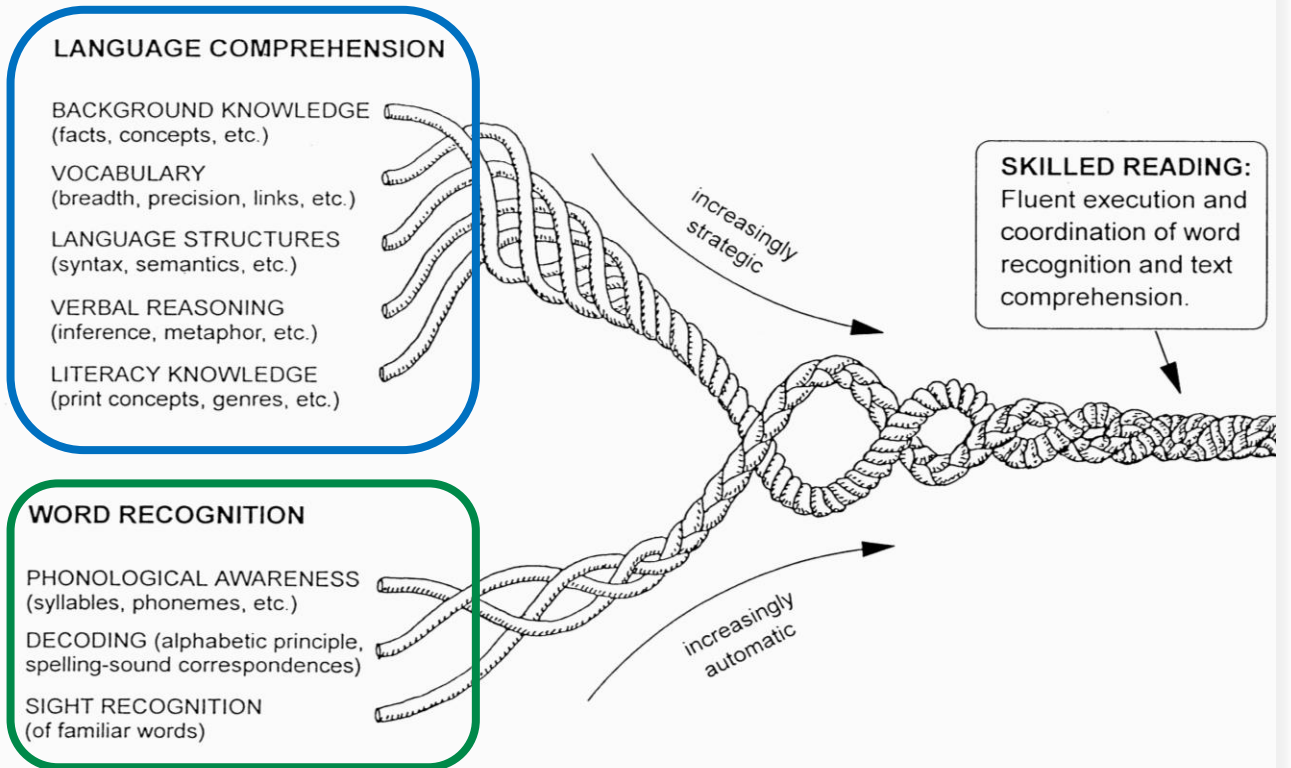 LANGUAGE COMPREHENSION
BACKGROUND KNOWLEDGE
(facts, concepts, etc.)
VOCABULARY
(breadth, precision, links, etc.)
LANGUAGE STRUCTURES
(syntax, semantics, etc.)
VERBAL REASONING
(inference, metaphor, etc.)
LITERACY KNOWLEDGE
(print concepts, genres, etc.)
WORD RECOGNITION
PHONOLOGICAL AWARENESS
(syllables, phonemes, etc.)
DECODING (alphabetic principle,
spelling-sound correspondences)
SIGHT RECOGNITION
(of familiar words)
increasingly
strategic
increasingly
automatic
SKILLED READING:
Fluent execution and
coordination of word
recognition and text
comprehension.